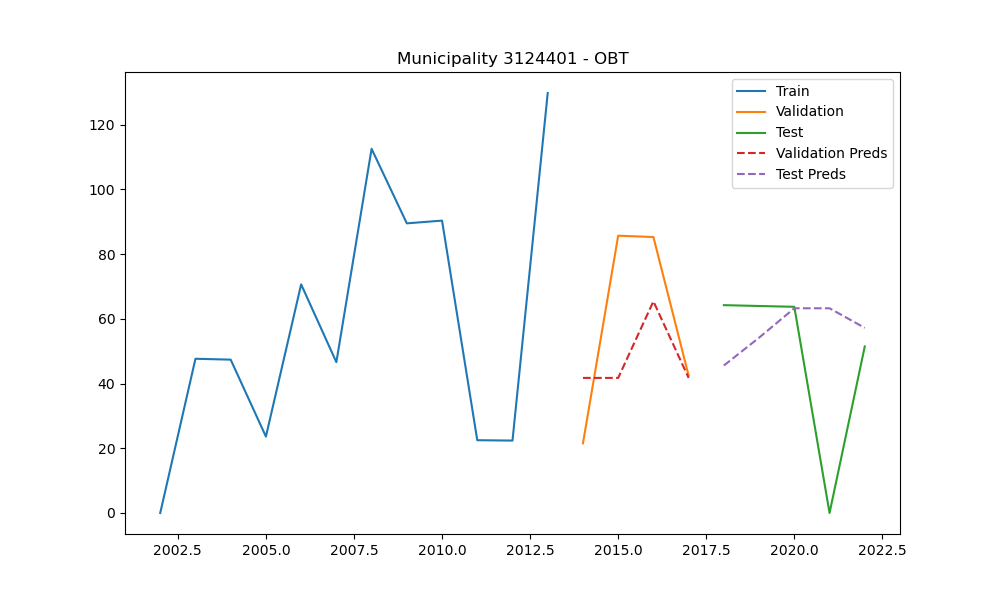 Municipality 3124401 - OBT
Train
Validation
Test
Validation Preds
Test Preds
120
100
80
60
40
20
0
2002.5 2005.0 2007.5 2010.0 2012.5 2015.0 2017.5 2020.0 2022.5